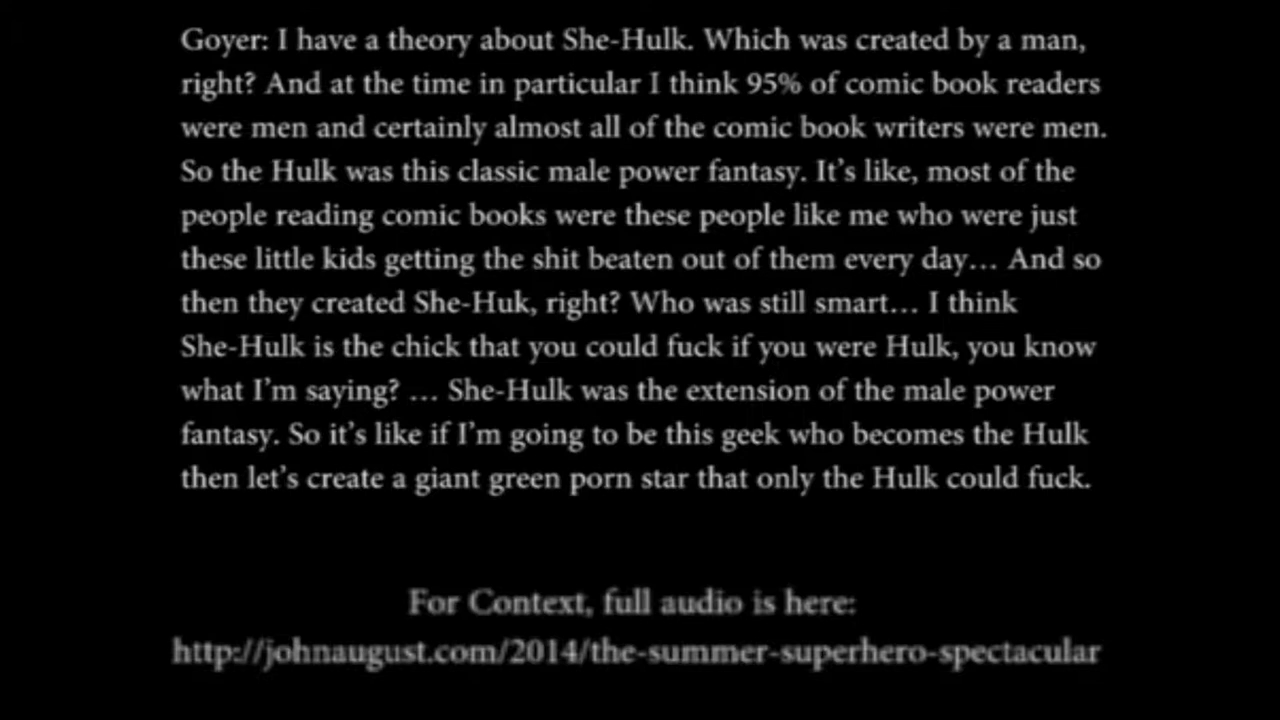 Goyer: I have a theory about She-Hulk. Which was created by a man,
right? And at the time in particular I think 95% of comic book readers
were men and certainly almost all of the comic book writers were men.
So the Hulk was this classic male power fantasy. It’s like, most of the
people reading comic books were these people like me who were just
these little kids getting the shit beaten out of them every day… And so
then they created She-Huk, right? Who was still smart… I think
She-Hulk is the chick that you could fuck if you were Hulk, you know
what I’m saying? … She-Hulk was the extension of the male power
fantasy. So it’s like if I’m going to be this geek who becomes the Hulk
then let’s create a giant green porn star that only the Hulk could fuck.
For Context, full audio is here:
http://johnaugust.com/2014/the-summer-superhero-spectacular